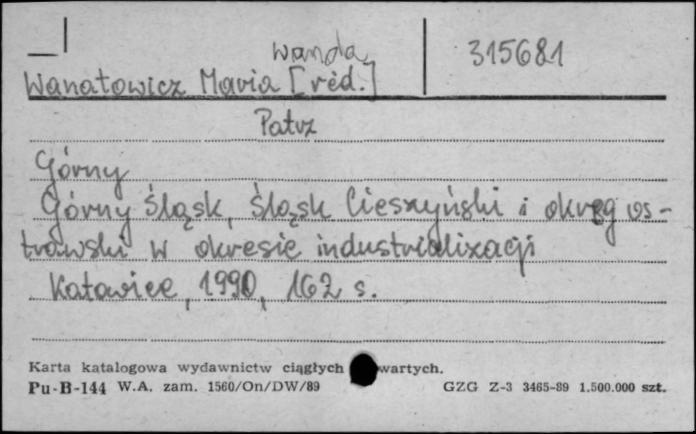 Wanda 315681
Wanatowicz Maria [red.]
Patrz
Górny
Górny Śląsk, Śląsk Cieszyński i okręg os-
trawski w okresie industrializacji
Katowice, 1990, 162 s.
Karta katalogowa wydawnictw ciągłych wartych.
Pu-B-144 W.A. zam. 1560/On/DW/89 GZG Z-3 3465-89 1.500.000 szt.